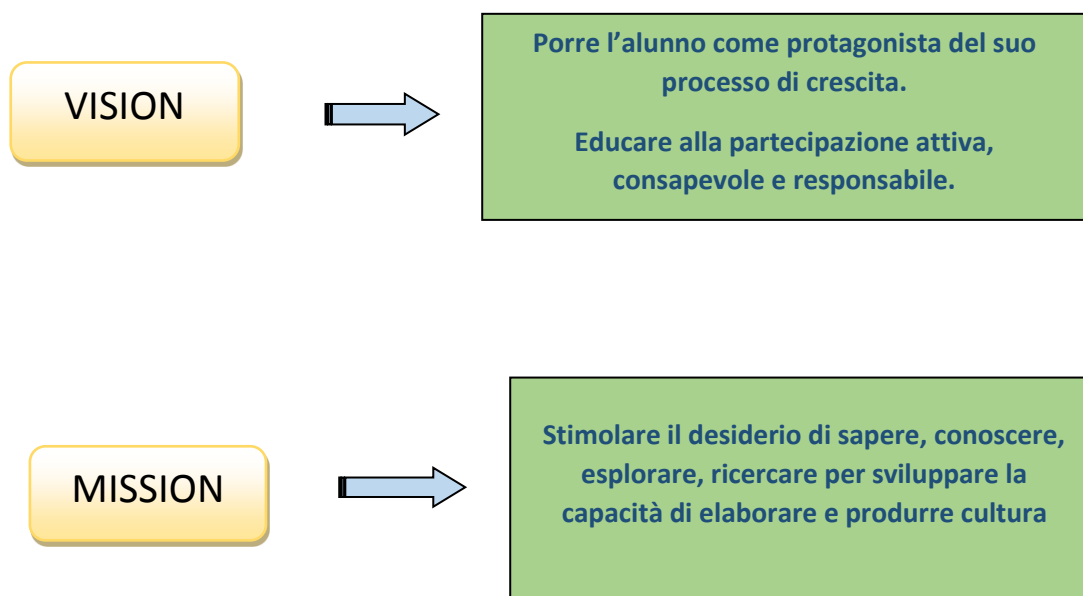 VISION
Porre l’alunno come protagonista del suo
processo di crescita.
Educare alla partecipazione attiva,
consapevole e responsabile.
MISSION
Stimolare il desiderio di sapere, conoscere,
esplorare, ricercare per sviluppare la
capacità di elaborare e produrre cultura